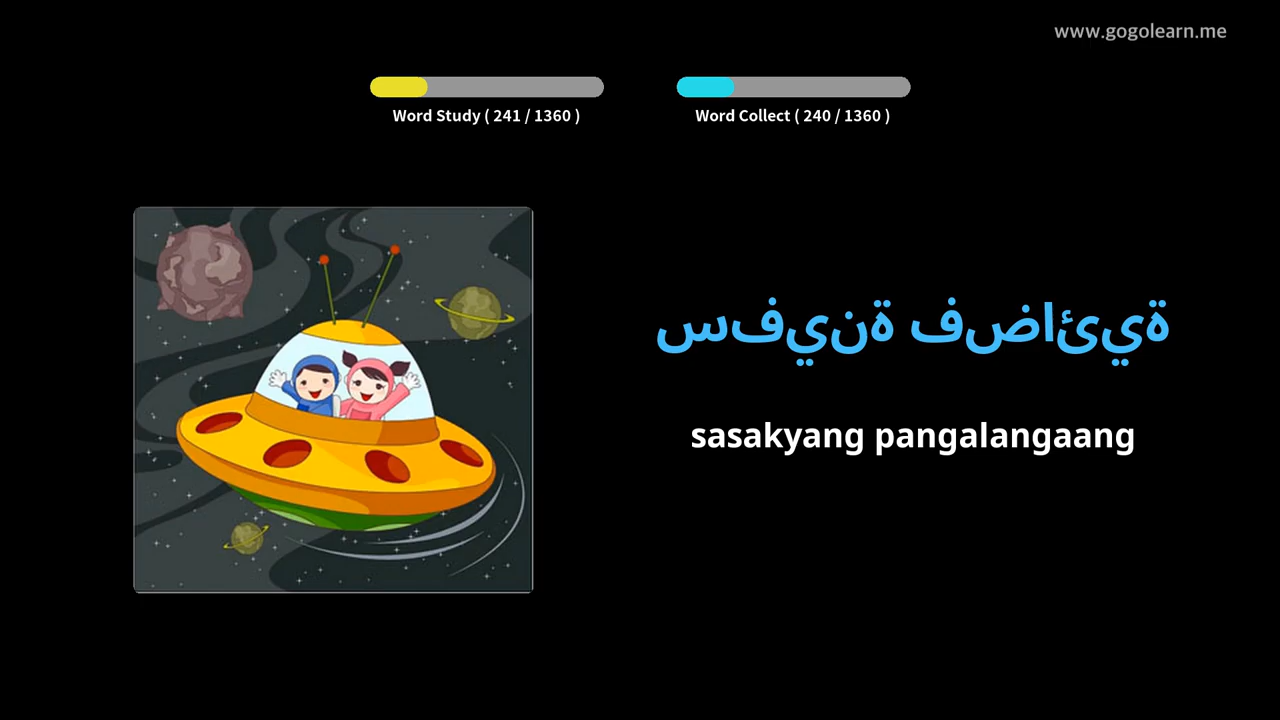 www.gogolearn.me
Word Study ( 241 / 1360 )
Word Collect ( 240 / 1360 )
سفينة فضائية
sasakyang pangalangaang